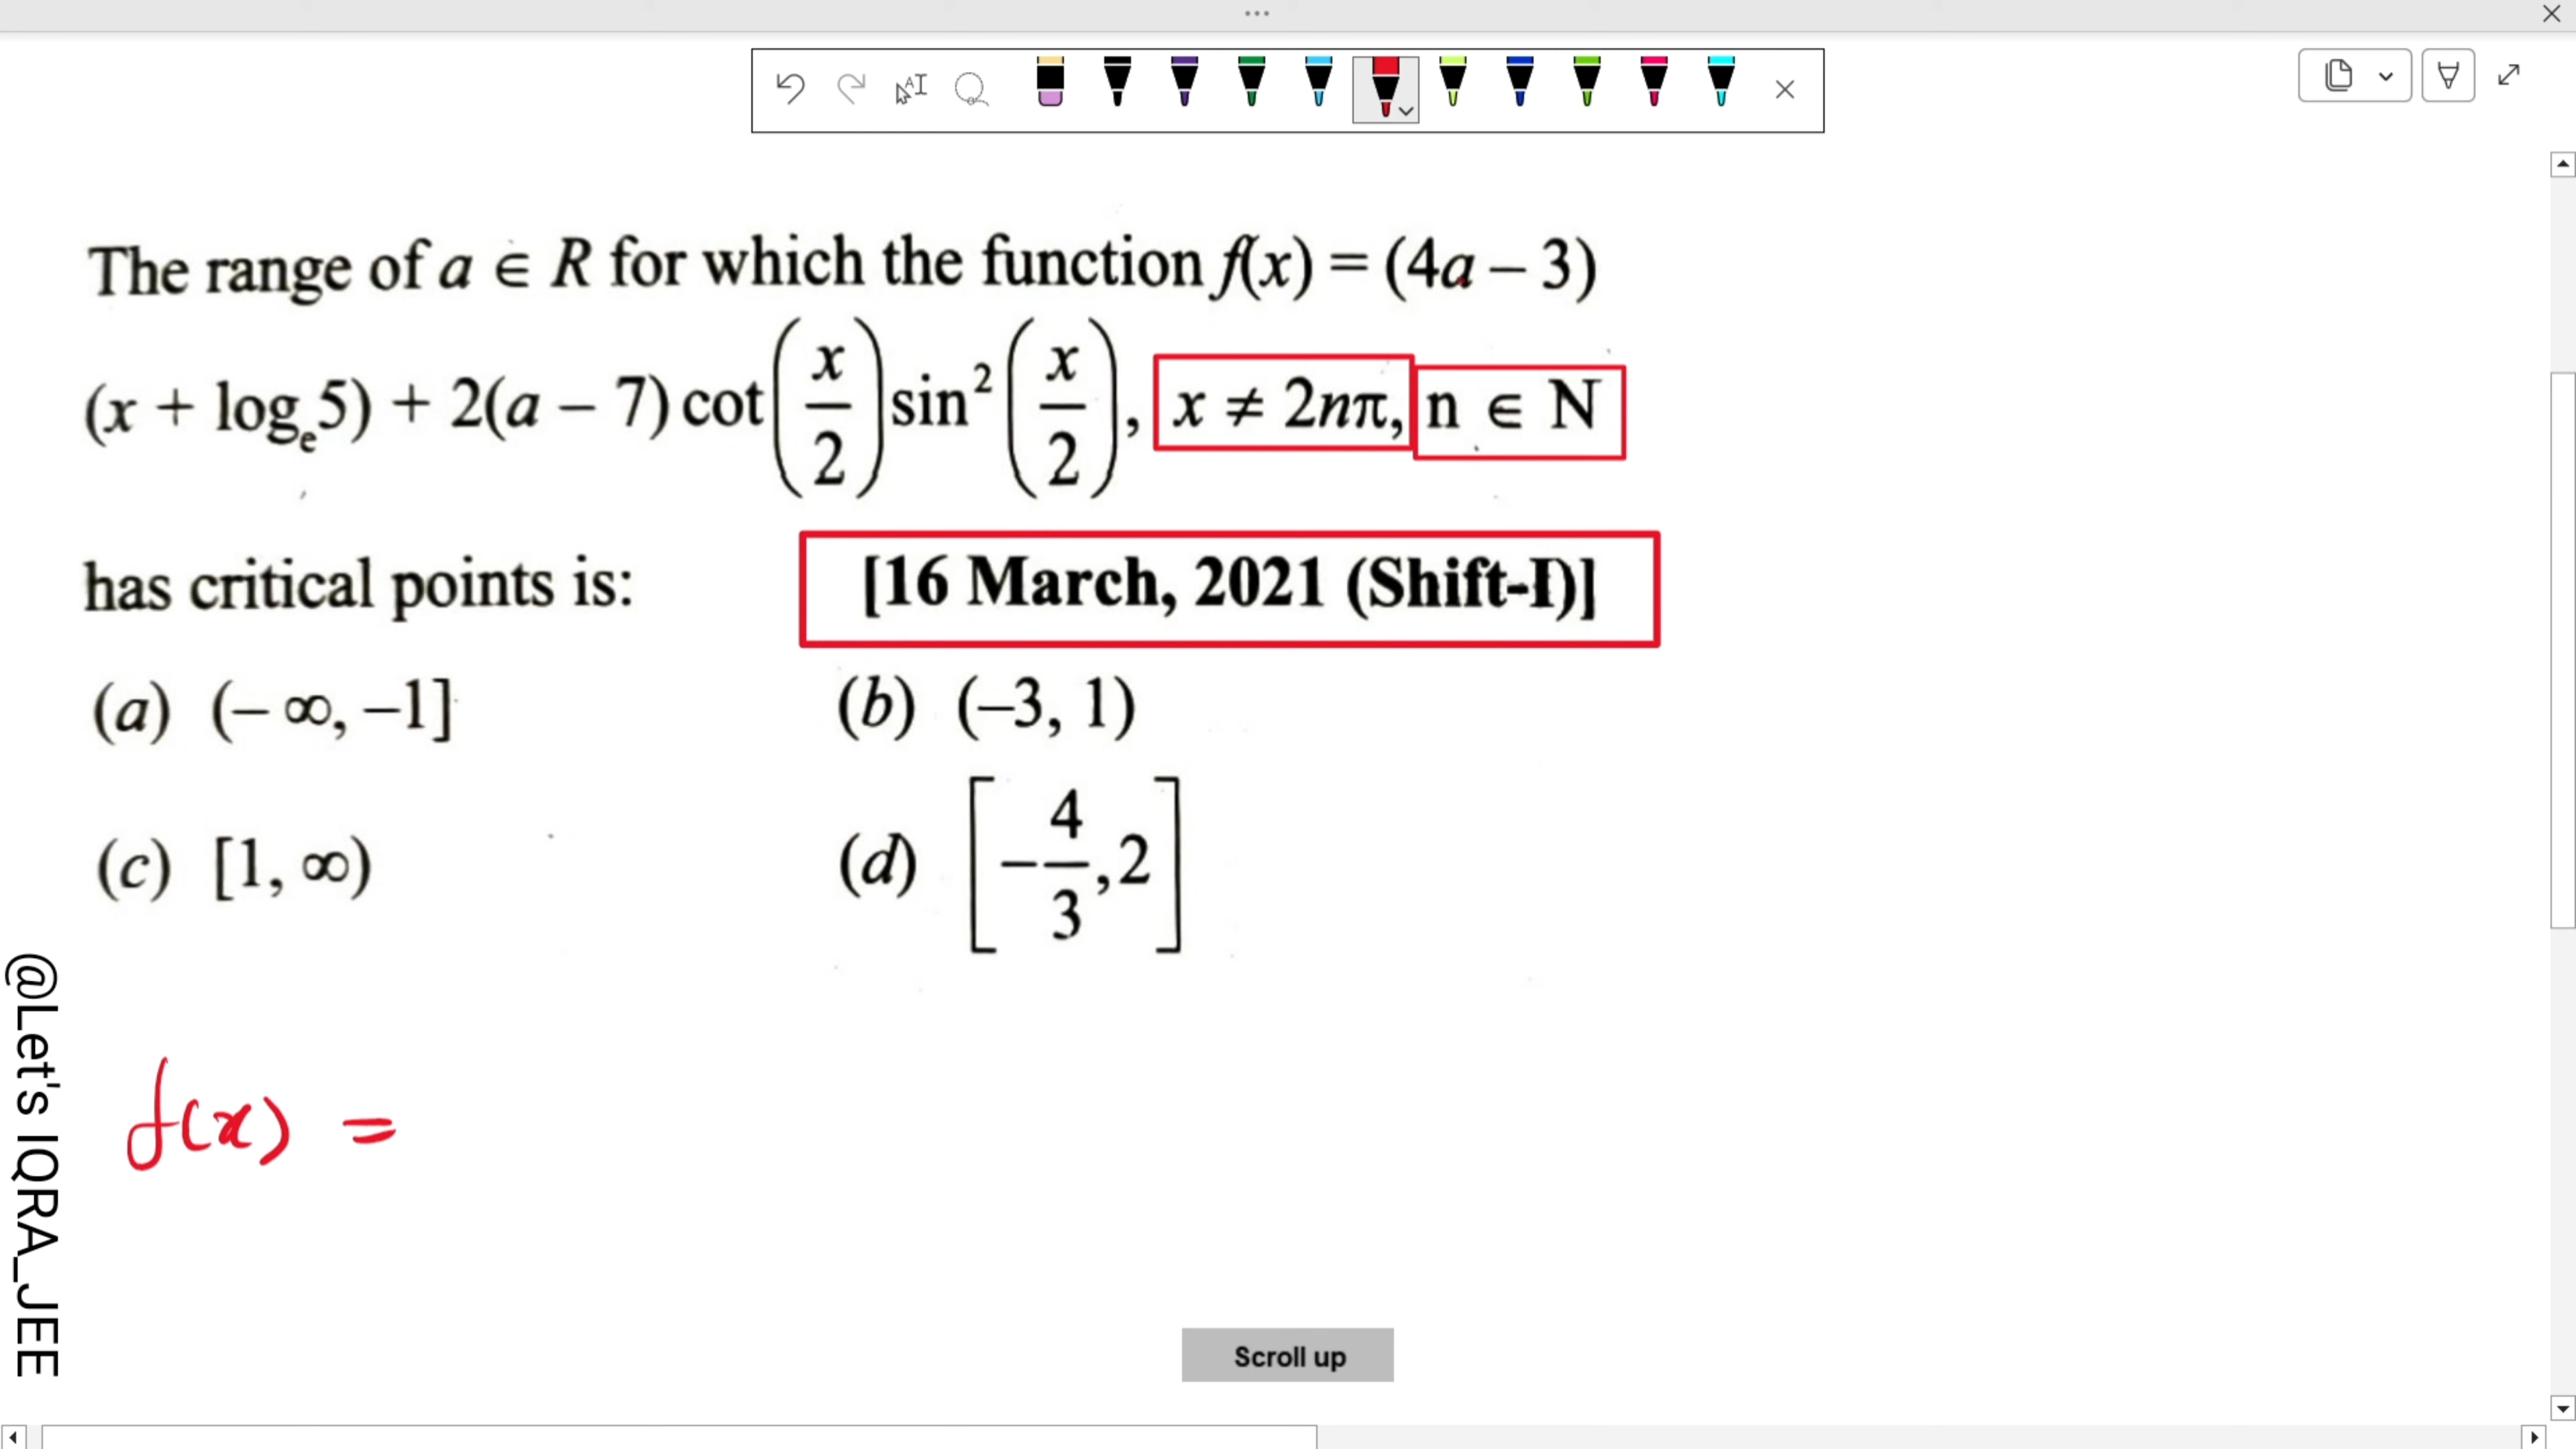 The range of a ∈ R for which the function f(x) = (4a – 3)
(x + logₑ5) + 2(a – 7) cot(x/2) sin²(x/2), x ≠ 2nπ, n ∈ N
has critical points is: [16 March, 2021 (Shift-I)]
(a) (– ∞, –1] (b) (–3, 1)
(c) [1, ∞) (d) [–4/3, 2]
@Let's IQRA_JEE
f(x) =
Scroll up